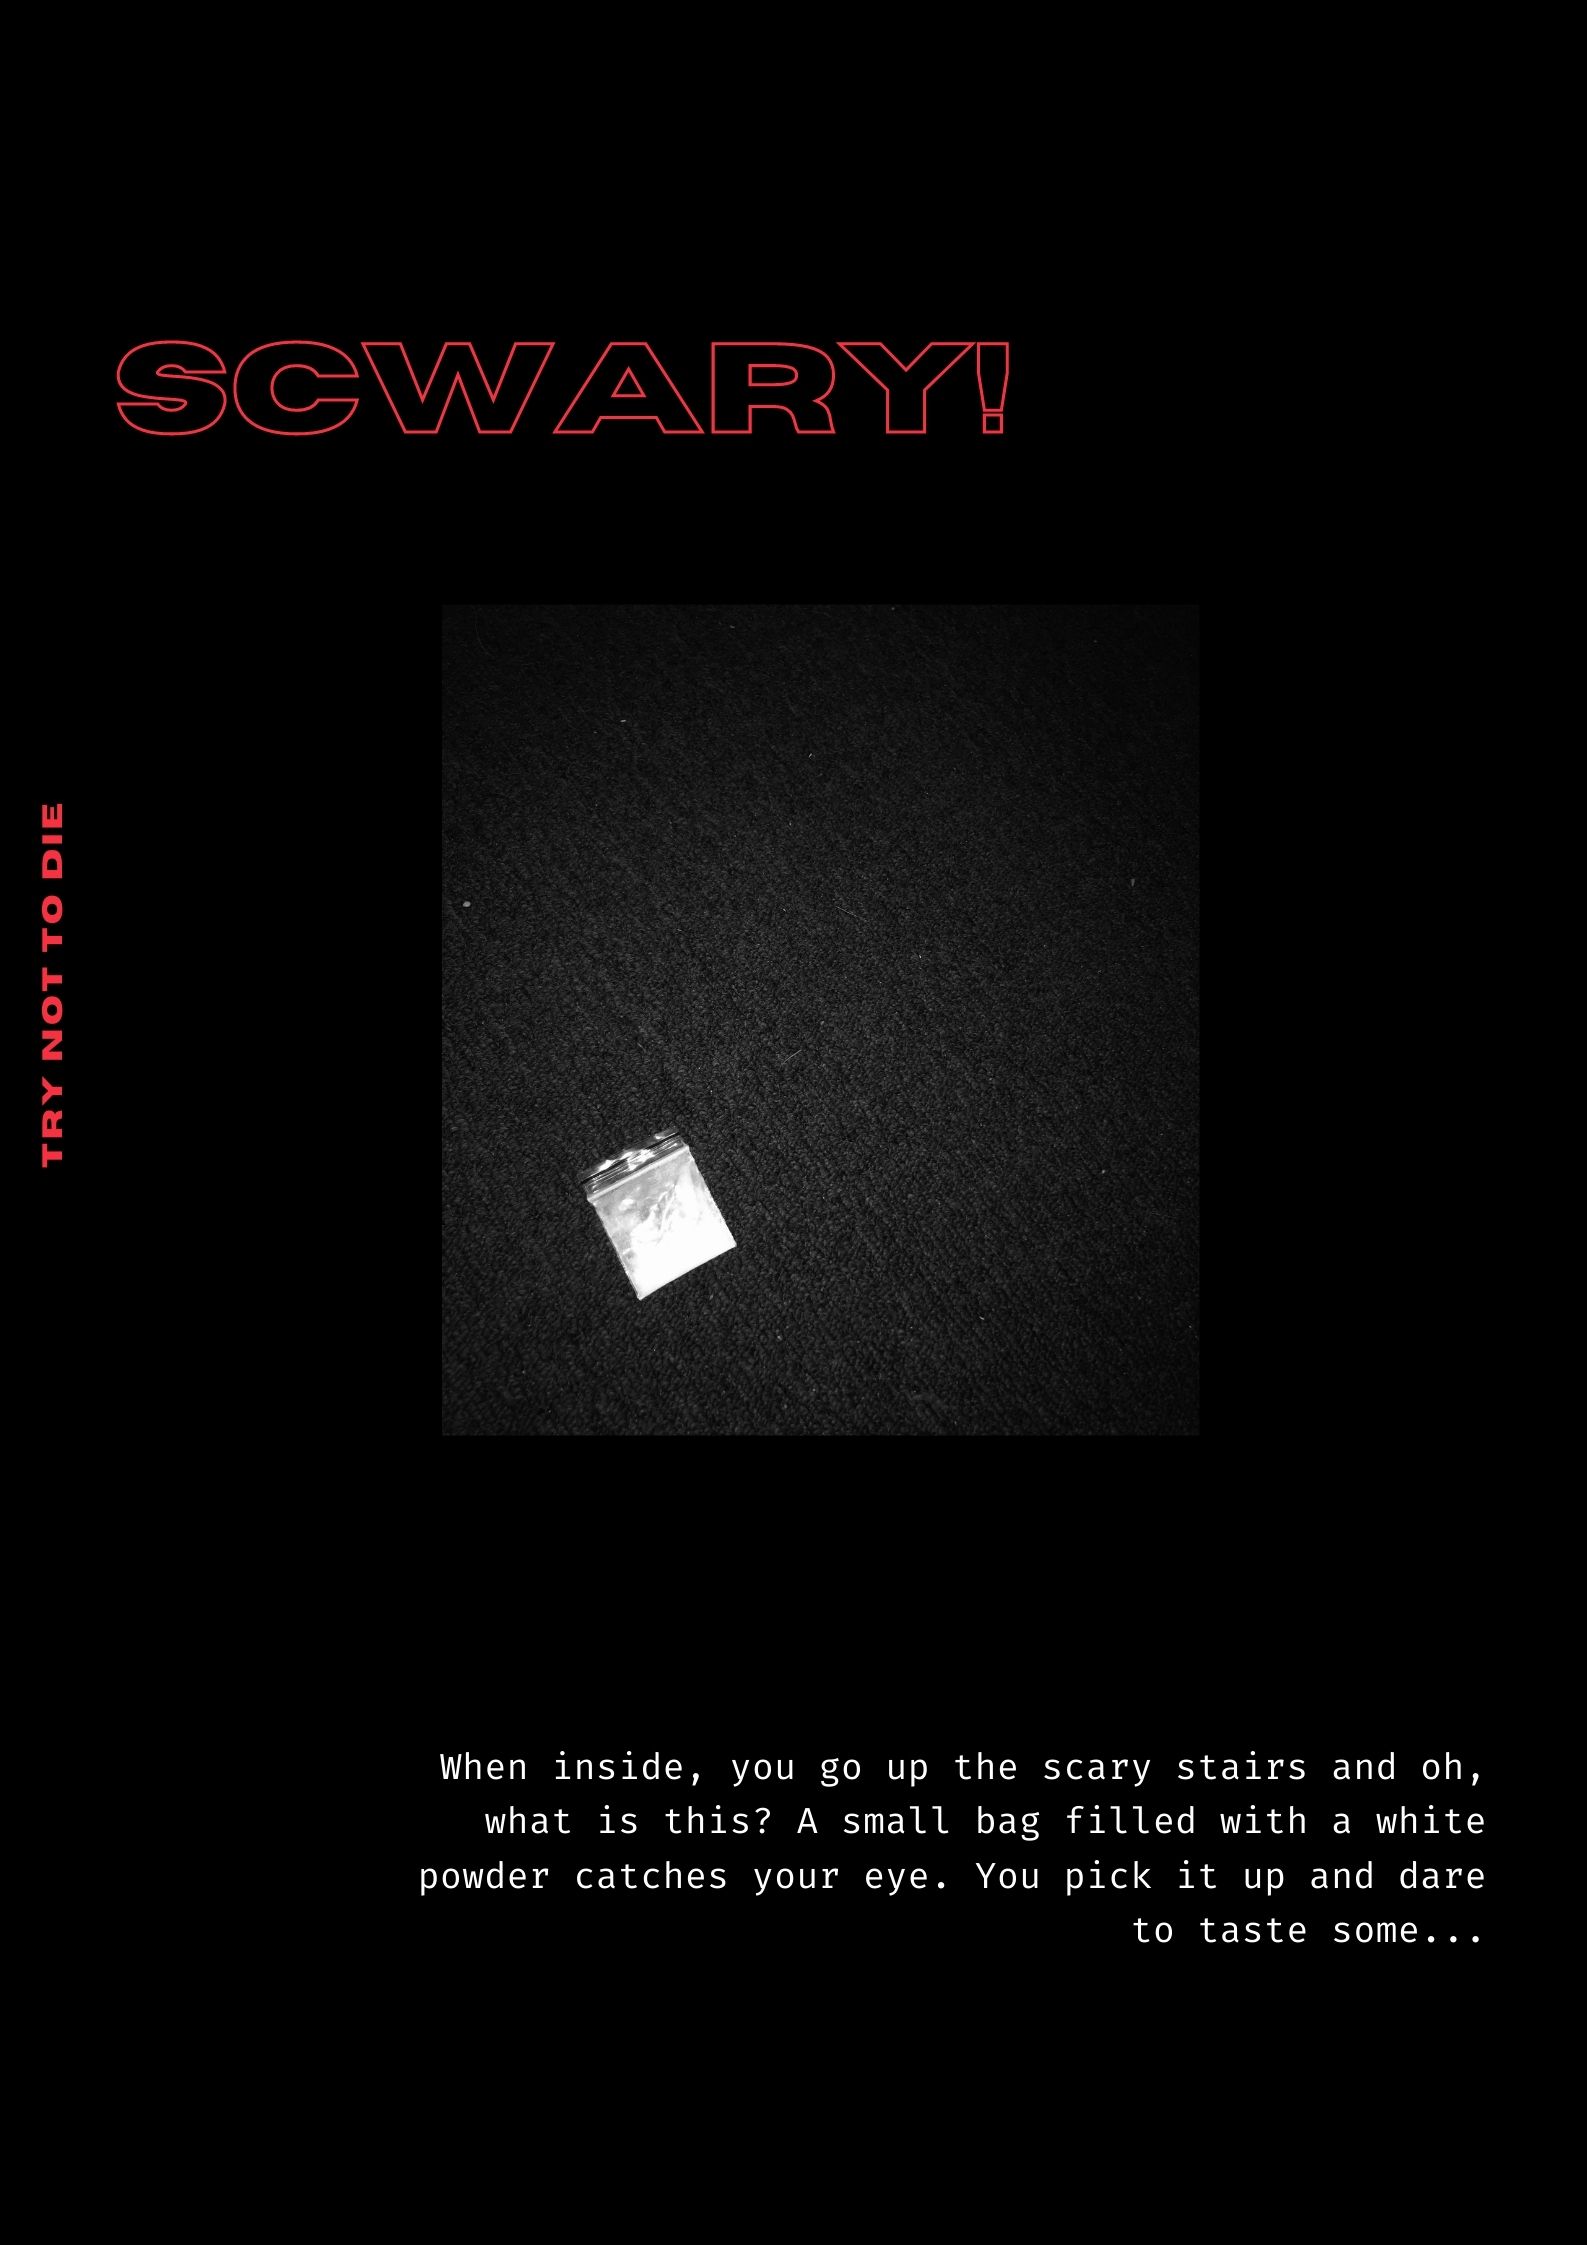 SCWARY!
TRY NOT TO DIE
When inside, you go up the scary stairs and oh,
what is this? A small bag filled with a white
powder catches your eye. You pick it up and dare
to taste some...